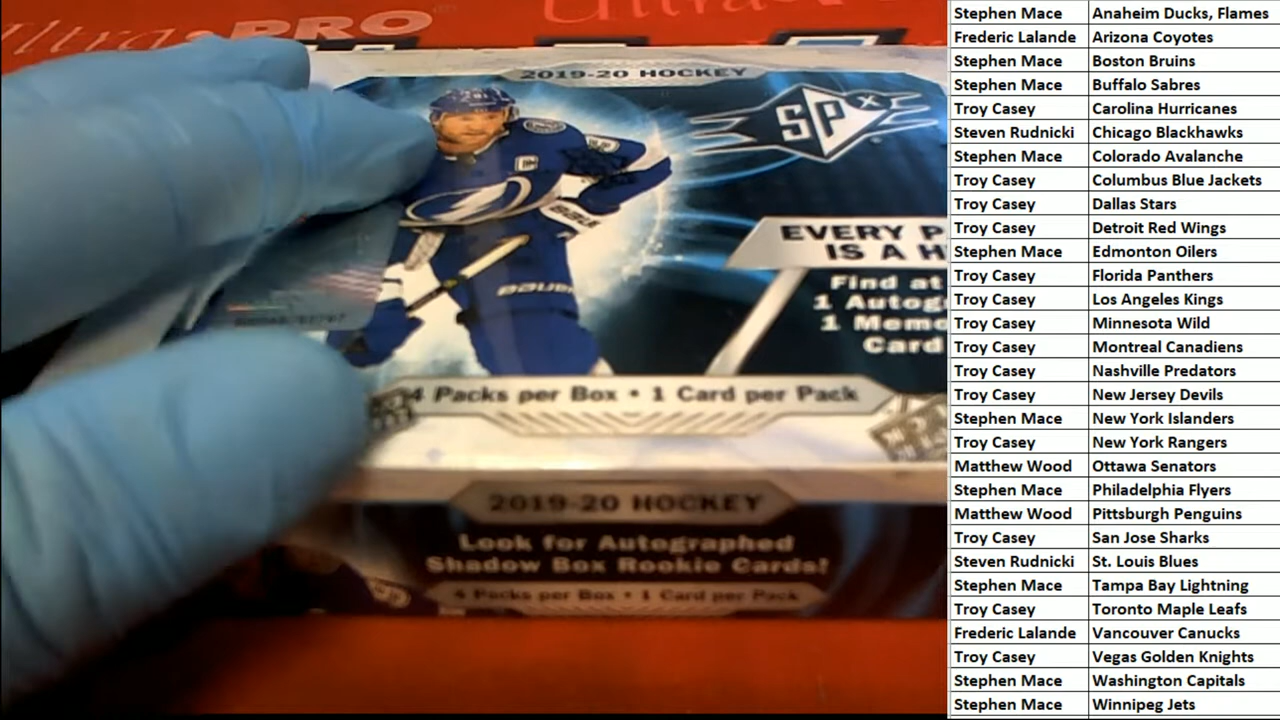 Ultra PRO
Ultra
2019-20 HOCKEY
SPx
EVERY P
IS A H
Find at
1 Autog
1 Memo
Card
4 Packs per Box • 1 Card per Pack
2019-20 HOCKEY
Look for Autographed
Shadow Box Rookie Cards!
4 Packs per Box • 1 Card per Pack
BAUER
Stephen Mace Anaheim Ducks, Flames
Frederic Lalande Arizona Coyotes
Stephen Mace Boston Bruins
Stephen Mace Buffalo Sabres
Troy Casey Carolina Hurricanes
Steven Rudnicki Chicago Blackhawks
Stephen Mace Colorado Avalanche
Troy Casey Columbus Blue Jackets
Troy Casey Dallas Stars
Troy Casey Detroit Red Wings
Stephen Mace Edmonton Oilers
Troy Casey Florida Panthers
Troy Casey Los Angeles Kings
Troy Casey Minnesota Wild
Troy Casey Montreal Canadiens
Troy Casey Nashville Predators
Troy Casey New Jersey Devils
Stephen Mace New York Islanders
Troy Casey New York Rangers
Matthew Wood Ottawa Senators
Stephen Mace Philadelphia Flyers
Matthew Wood Pittsburgh Penguins
Troy Casey San Jose Sharks
Steven Rudnicki St. Louis Blues
Stephen Mace Tampa Bay Lightning
Troy Casey Toronto Maple Leafs
Frederic Lalande Vancouver Canucks
Troy Casey Vegas Golden Knights
Stephen Mace Washington Capitals
Stephen Mace Winnipeg Jets